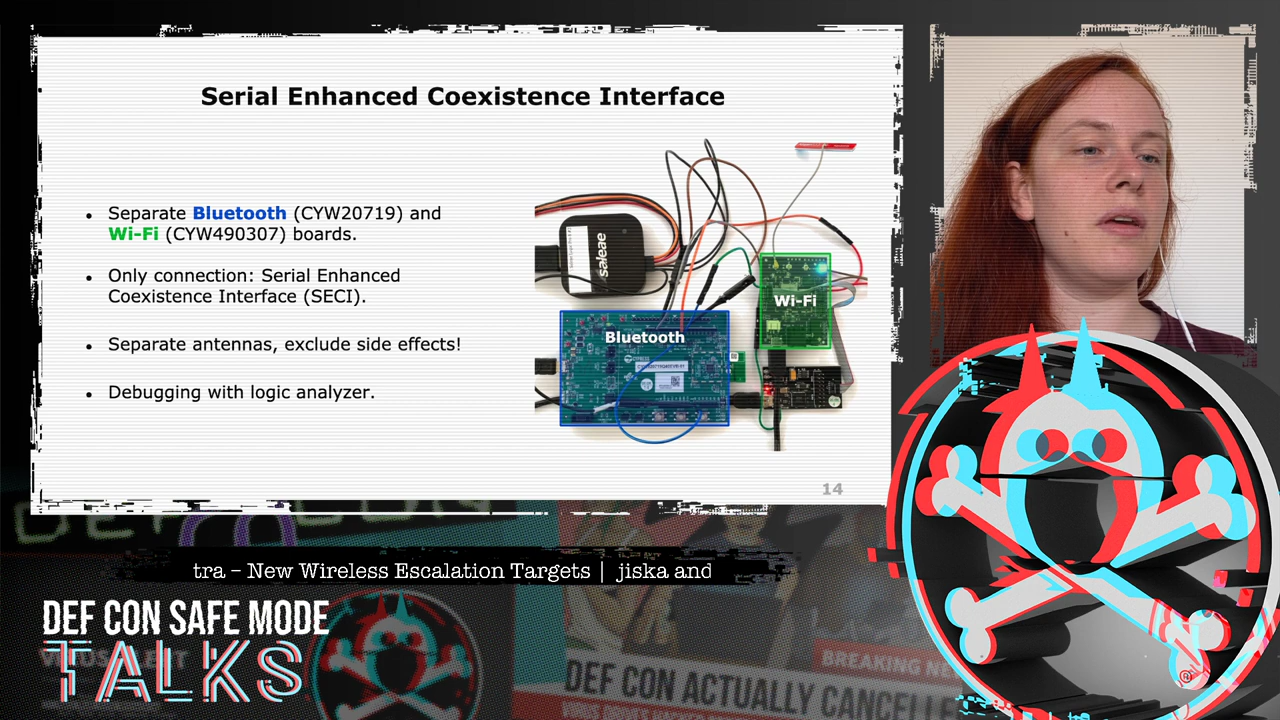 Serial Enhanced Coexistence Interface
Separate Bluetooth (CYW20719) and
Wi-Fi (CYW490307) boards.
Only connection: Serial Enhanced
Coexistence Interface (SECI).
Separate antennas, exclude side effects!
Debugging with logic analyzer.
saleae
Wi-Fi
Bluetooth
14
tra – New Wireless Escalation Targets | jiska and
DEF CON SAFE MODE
TALKS
DEF CON
BREAKING NE
DEF CON ACTUALLY CANCELLE
®